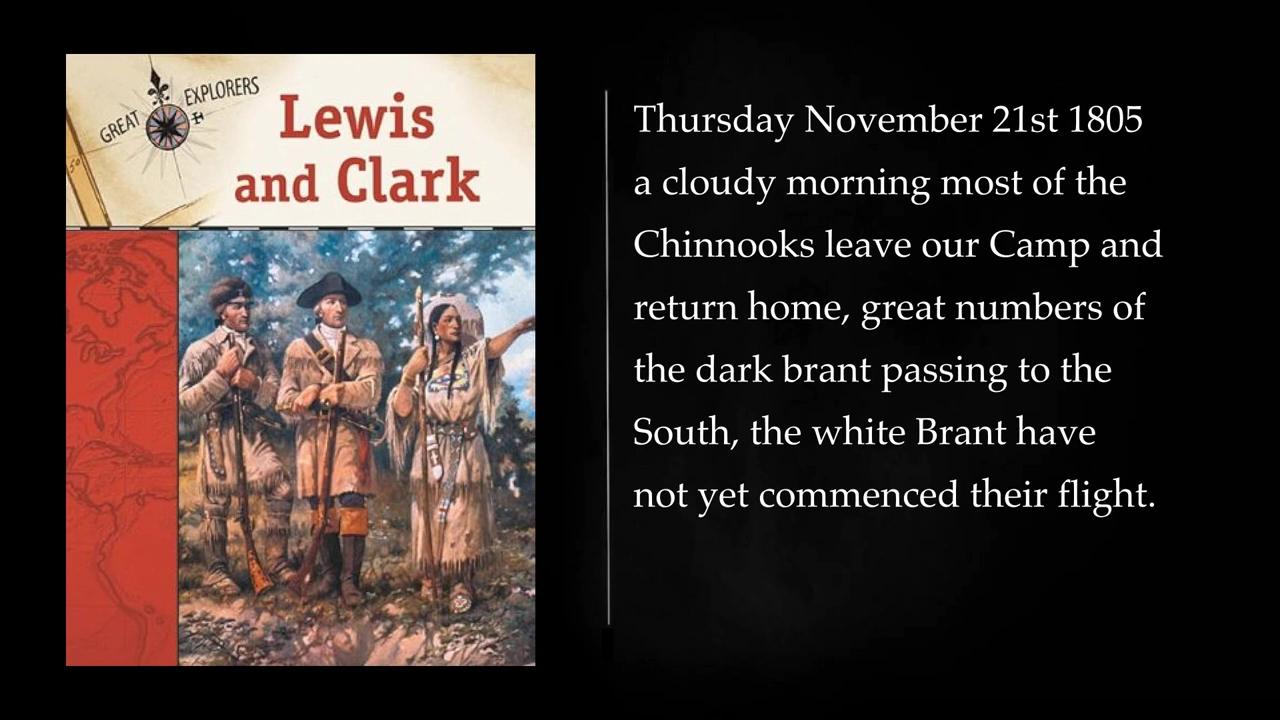 GREAT EXPLORERS
Lewis
and Clark
Thursday November 21st 1805
a cloudy morning most of the
Chinnooks leave our Camp and
return home, great numbers of
the dark brant passing to the
South, the white Brant have
not yet commenced their flight.